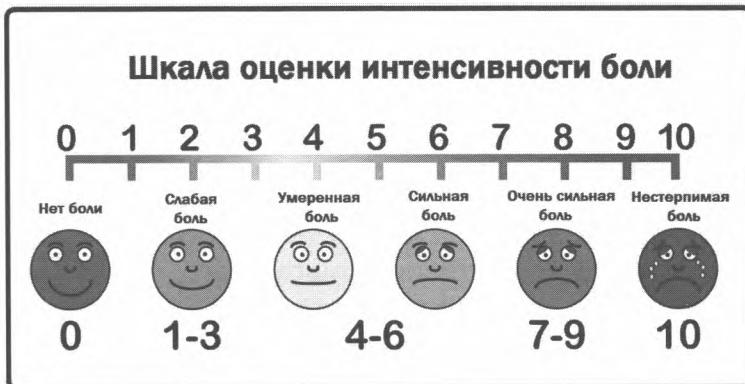 Шкала оценки интенсивности боли
0 1 2 3 4 5 6 7 8 9 10
Нет боли
Слабая
боль
Умеренная
боль
Сильная
боль
Очень сильная
боль
Нестерпимая
боль
0 1-3 4-6 7-9 10